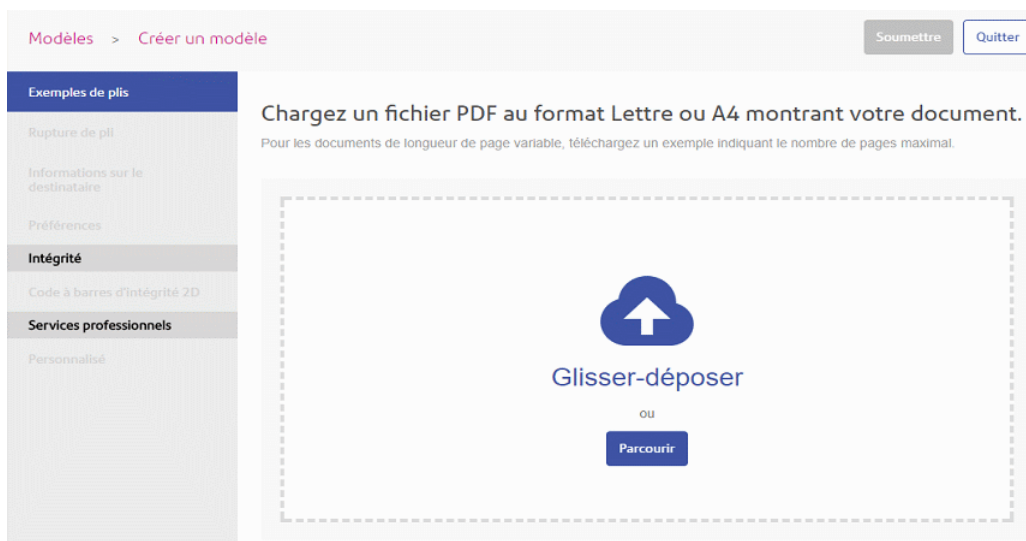 Modèles > Créer un modèle
Soumettre
Quitter
Exemples de plis
Rupture de pli
Informations sur le
destinataire
Préférences
Intégrité
Code à barres d'intégrité 2D
Services professionnels
Personnalisé
Chargez un fichier PDF au format Lettre ou A4 montrant votre document.
Pour les documents de longueur de page variable, téléchargez un exemple indiquant le nombre de pages maximal.
Glisser-déposer
ou
Parcourir